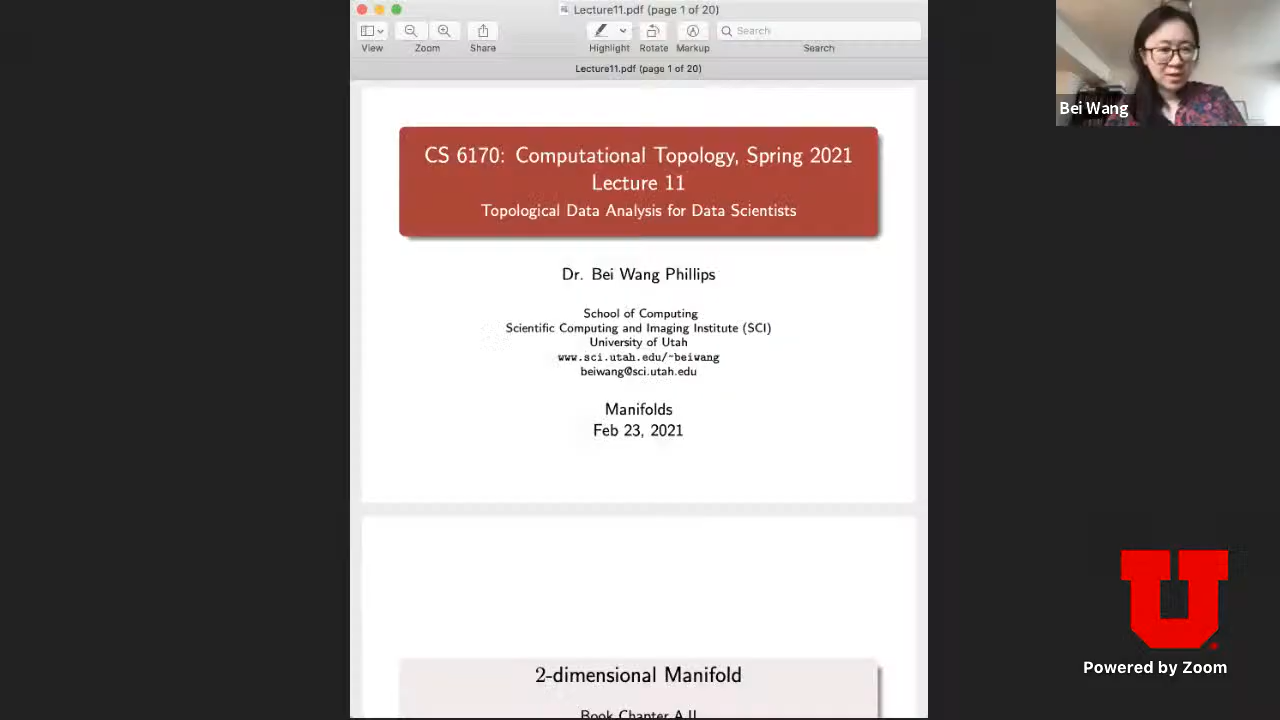 Lecture11.pdf (page 1 of 20)
View
Zoom
Share
Highlight
Rotate
Markup
Search
Search
Lecture11.pdf (page 1 of 20)
Bei Wang
CS 6170: Computational Topology, Spring 2021
Lecture 11
Topological Data Analysis for Data Scientists
Dr. Bei Wang Phillips
School of Computing
Scientific Computing and Imaging Institute (SCI)
University of Utah
www.sci.utah.edu/~beiwang
beiwang@sci.utah.edu
Manifolds
Feb 23, 2021
2-dimensional Manifold
Book Chapter A.II
U
Powered by Zoom